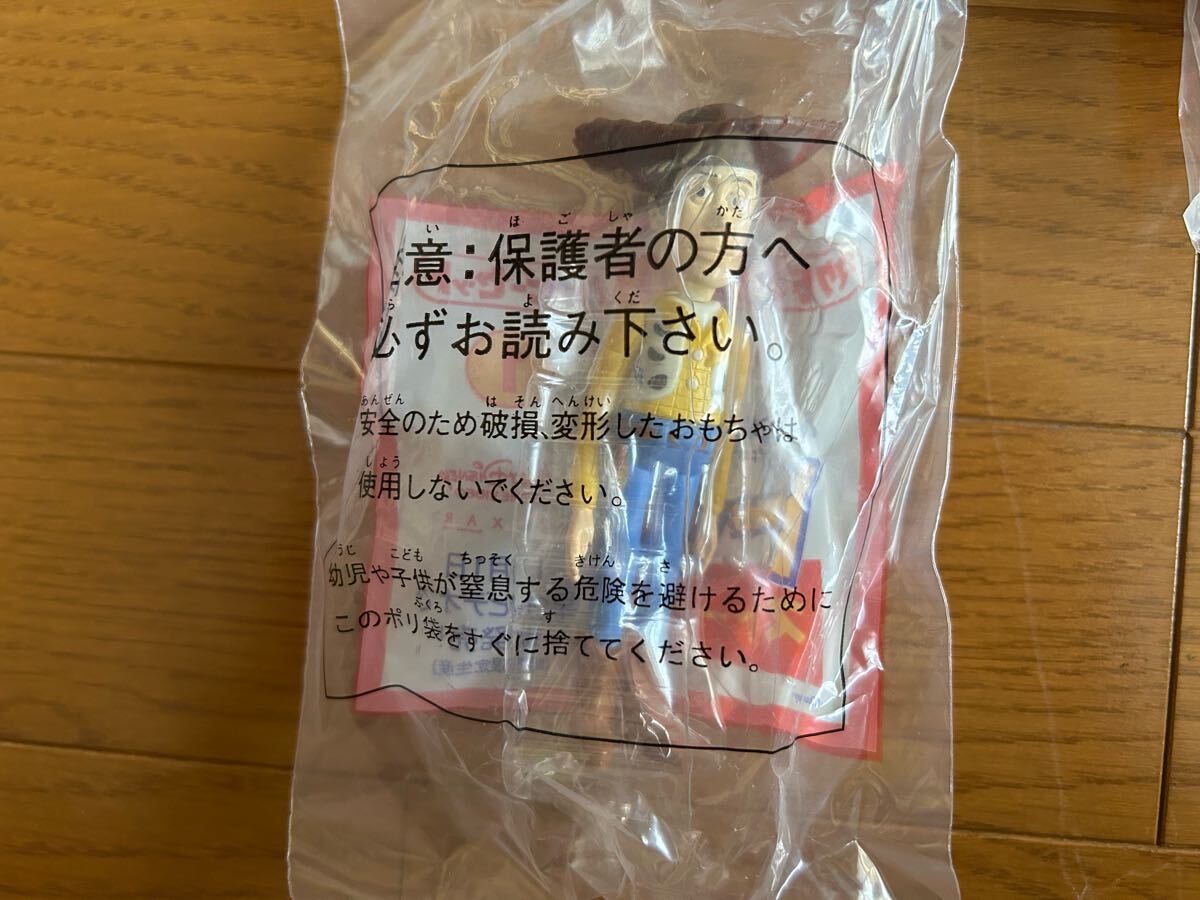 意：保護者の方へ
必ずお読み下さい。
安全のため破損、変形したおもちゃは
使用しないでください。
幼児や子供が窒息する危険を避けるために
このポリ袋をすぐに捨ててください。